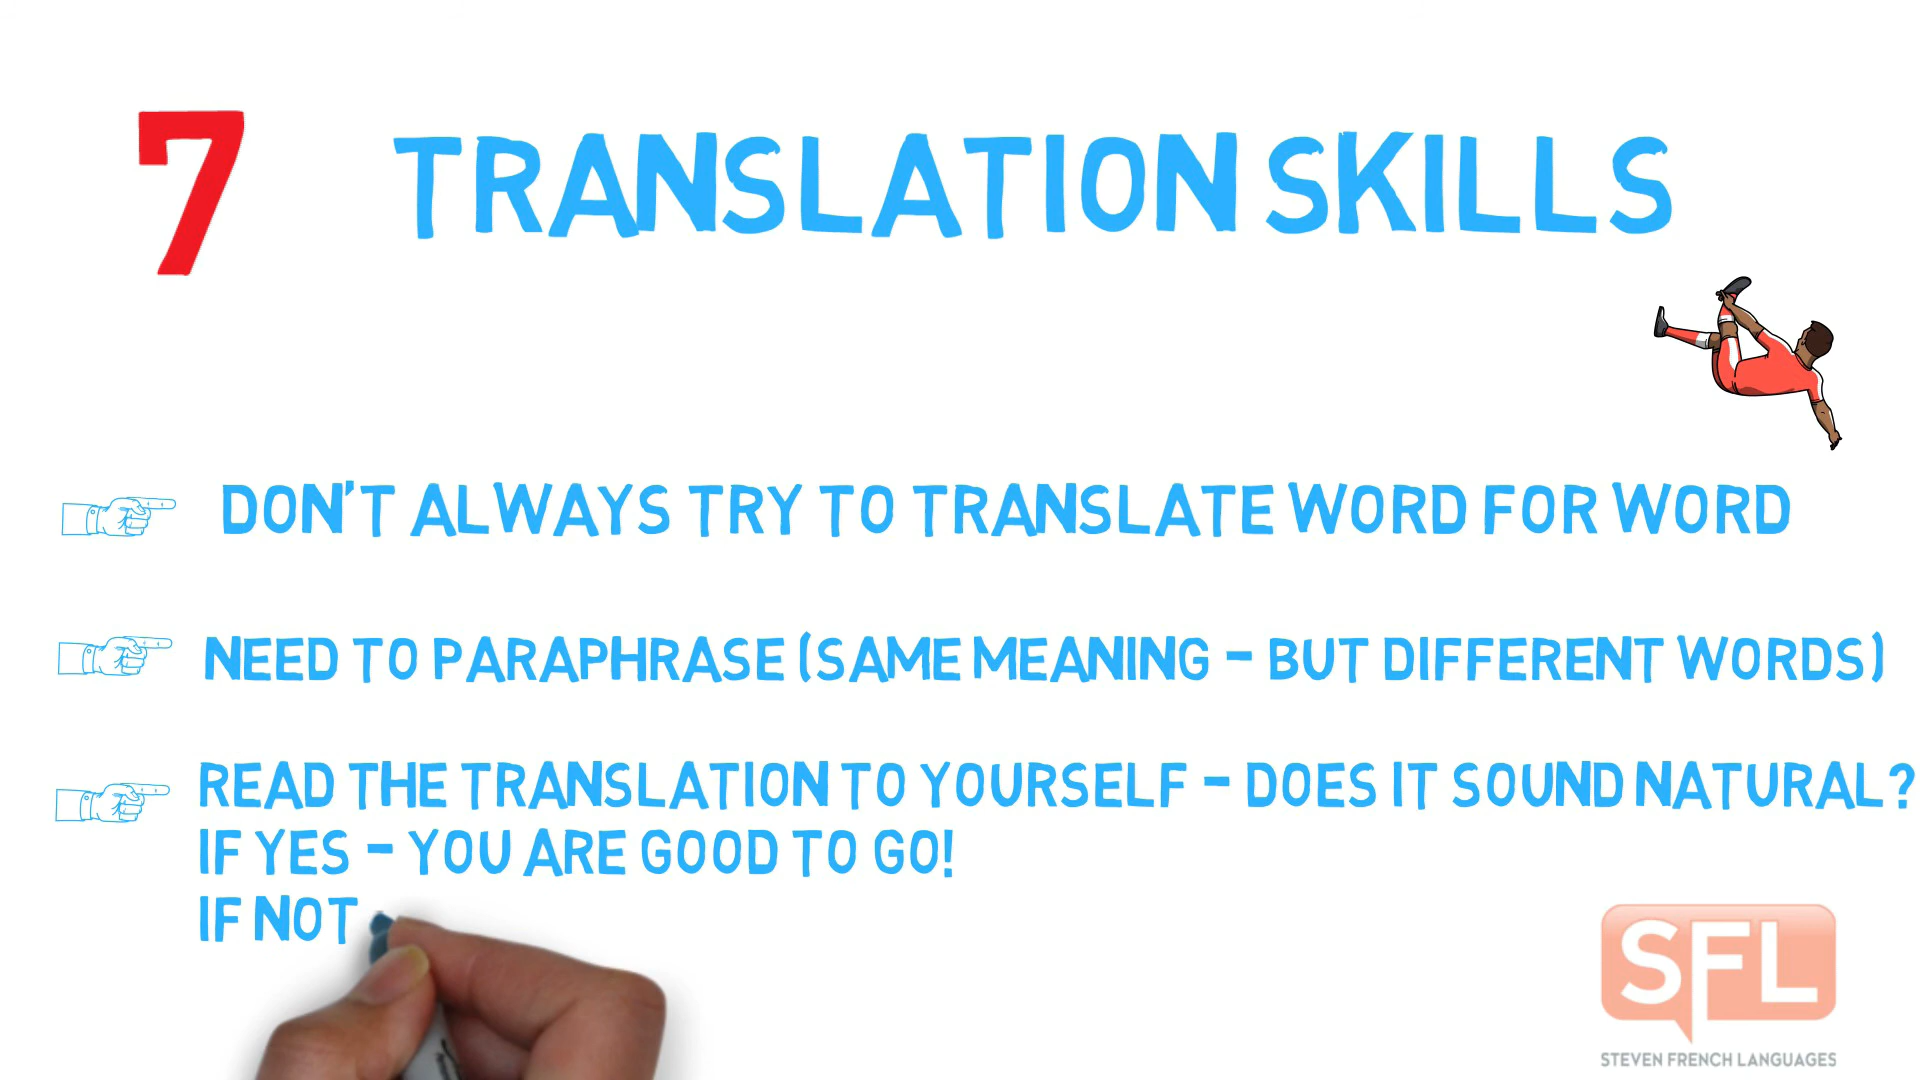 7 TRANSLATION SKILLS
DON'T ALWAYS TRY TO TRANSLATE WORD FOR WORD
NEED TO PARAPHRASE (SAME MEANING - BUT DIFFERENT WORDS)
READ THE TRANSLATION TO YOURSELF - DOES IT SOUND NATURAL?
IF YES - YOU ARE GOOD TO GO!
IF NOT
SFL
STEVEN FRENCH LANGUAGES